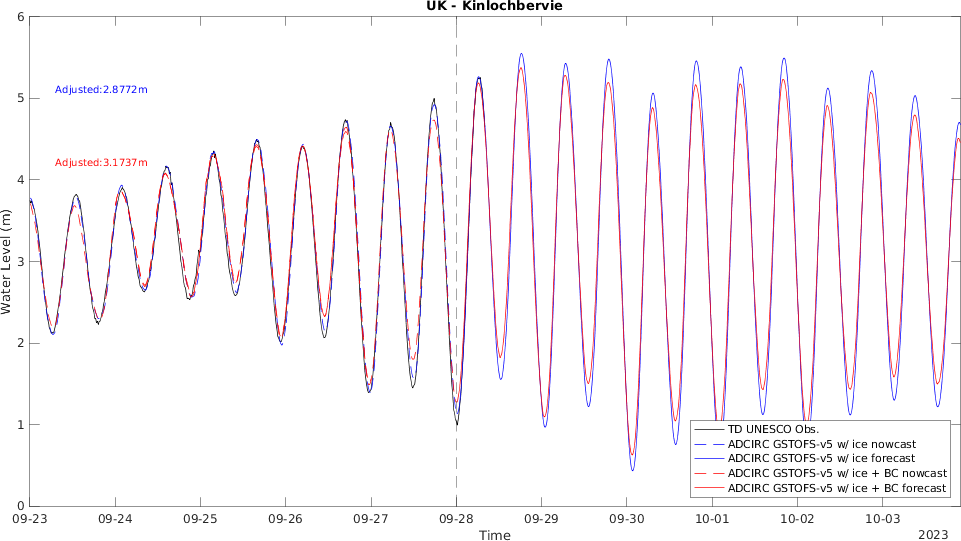 UK - Kinlochbervie
6
5
4
3
2
1
0
Water Level (m)
Adjusted:2.8772m
Adjusted:3.1737m
TD UNESCO Obs.
ADCIRC GSTOFS-v5 w/ ice nowcast
ADCIRC GSTOFS-v5 w/ ice forecast
ADCIRC GSTOFS-v5 w/ ice + BC nowcast
ADCIRC GSTOFS-v5 w/ ice + BC forecast
09-23 09-24 09-25 09-26 09-27 09-28 09-29 09-30 10-01 10-02 10-03
Time
2023